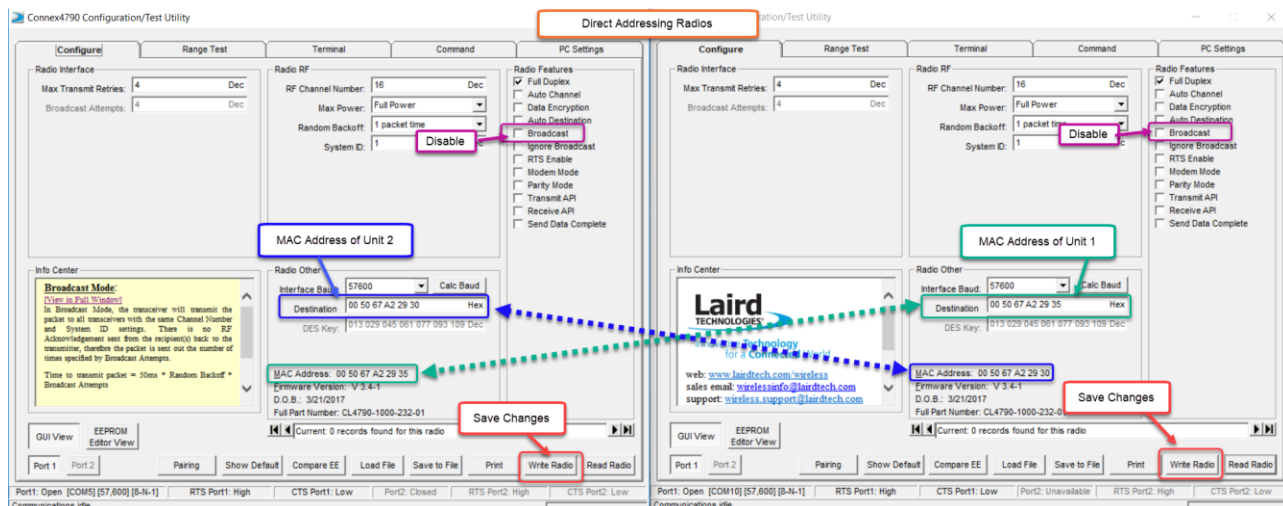 Connex4790 Configuration/Test Utility
Direct Addressing Radios
ration/Test Utility
Configure
Range Test
Terminal
Command
PC Settings
Radio Interface
Max Transmit Retries: 4 Dec
Broadcast Attempts: 4 Dec
Radio RF
RF Channel Number: 16 Dec
Max Power: Full Power
Random Backoff: 1 packet time
System ID: 1
Disable
Radio Features
Full Duplex
Auto Channel
Data Encryption
Auto Destination
Broadcast
Ignore Broadcast
RTS Enable
Modem Mode
Parity Mode
Transmit API
Receive API
Send Data Complete
MAC Address of Unit 2
Info Center
Broadcast Mode:
[View in Full Window]
In Broadcast Mode, the transceiver will transmit the
packet to all transceivers with the same Channel Number
and System ID settings. There is no RF
Acknowledgement sent from the recipient(s) back to the
transmitter, therefore the packet is sent out the number of
times specified by Broadcast Attempts.
Time to transmit packet = 50ms * Random Backoff *
Broadcast Attempts
Radio Other
Interface Baud: 57600 Calc Baud
Destination 00 50 67 A2 29 30 Hex
DES Key: 013 029 045 061 077 093 109 Dec
MAC Address: 00 50 67 A2 29 35
Firmware Version: V 3.4-1
D.O.B.: 3/21/2017
Full Part Number: CL4790-1000-232-01
Save Changes
GUI View
EEPROM
Editor View
Current: 0 records found for this radio
Port 1
Port 2
Pairing
Show Default
Compare EE
Load File
Save to File
Print
Write Radio
Read Radio
Port1: Open [COM5] [57,600] [8-N-1]
RTS Port1: High
CTS Port1: Low
Port2: Closed
RTS Port2: High
CTS Port2: Low
Communications idle
Configure
Range Test
Terminal
Command
PC Settings
Radio Interface
Max Transmit Retries: 4 Dec
Broadcast Attempts: 4 Dec
Radio RF
RF Channel Number: 16 Dec
Max Power: Full Power
Random Backoff: 1 packet time
System ID: 1 c
Disable
Radio Features
Full Duplex
Auto Channel
Data Encryption
Auto Destination
Broadcast
Ignore Broadcast
RTS Enable
Modem Mode
Parity Mode
Transmit API
Receive API
Send Data Complete
MAC Address of Unit 1
Info Center
Laird
TECHNOLOGIES
Innovative Technology
for a Connected World
web: www.lairdtech.com/wireless
sales email: wirelessinfo@lairdtech.com
support: wireless.support@lairdtech.com
Radio Other
Interface Baud: 57600 Calc Baud
Destination 00 50 67 A2 29 35 Hex
DES Key: 013 029 045 061 077 093 109 Dec
MAC Address: 00 50 67 A2 29 30
Firmware Version: V 3.4-1
D.O.B.: 3/21/2017
Full Part Number: CL4790-1000-232-01
Save Changes
GUI View
EEPROM
Editor View
Current: 0 records found for this radio
Port 1
Port 2
Pairing
Show Default
Compare EE
Load File
Save to File
Print
Write Radio
Read Radio
Port1: Open [COM10] [57,600] [8-N-1]
RTS Port1: High
CTS Port1: Low
Port2: Unavailable
RTS Port2: High
CTS Port2: Low
Communications idle